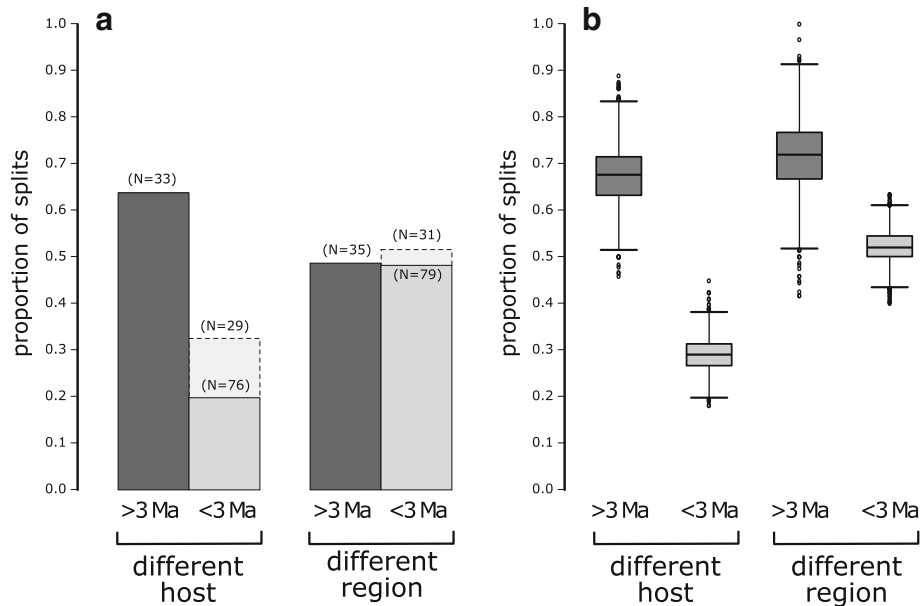 a
1.0
0.9
0.8
0.7
0.6
0.5
0.4
0.3
0.2
0.1
0.0
proportion of splits
(N=33)
(N=29)
(N=76)
(N=35)
(N=31)
(N=79)
>3 Ma <3 Ma >3 Ma <3 Ma
different host
different region
b
1.0
0.9
0.8
0.7
0.6
0.5
0.4
0.3
0.2
0.1
0.0
proportion of splits
>3 Ma <3 Ma >3 Ma <3 Ma
different host
different region